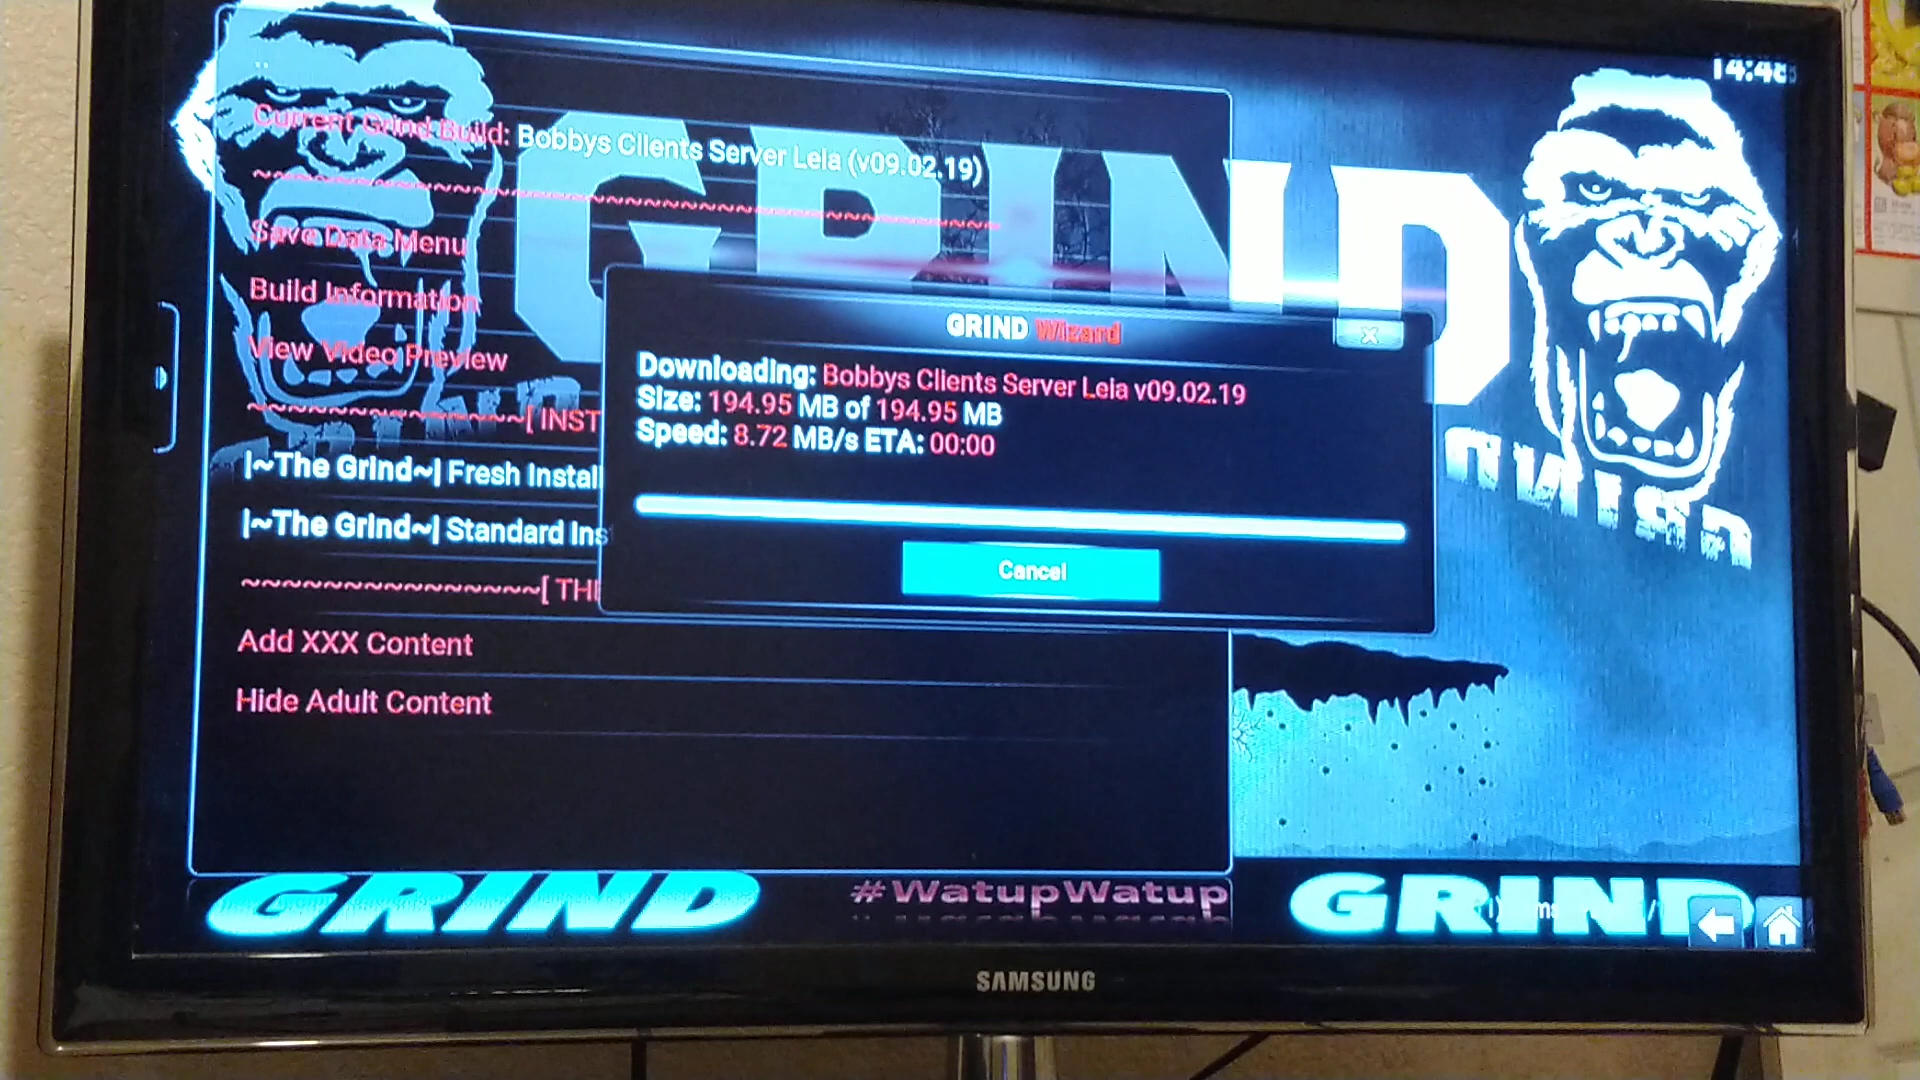 14:48
..
Current Grind Build: Bobbys Clients Server Leia (v09.02.19)
Save Data Menu
Build Information
View Video Preview
~~~~~~~~~~~~~~~~[ INST
|~The Grind~| Fresh Install
|~The Grind~| Standard Ins
~~~~~~~~~~~~~~~~[ THE
Add XXX Content
Hide Adult Content
GRIND
GRIND Wizard
x
Downloading: Bobbys Clients Server Leia v09.02.19
Size: 194.95 MB of 194.95 MB
Speed: 8.72 MB/s ETA: 00:00
Cancel
GRIND
#WatupWatup
GRIND
SAMSUNG